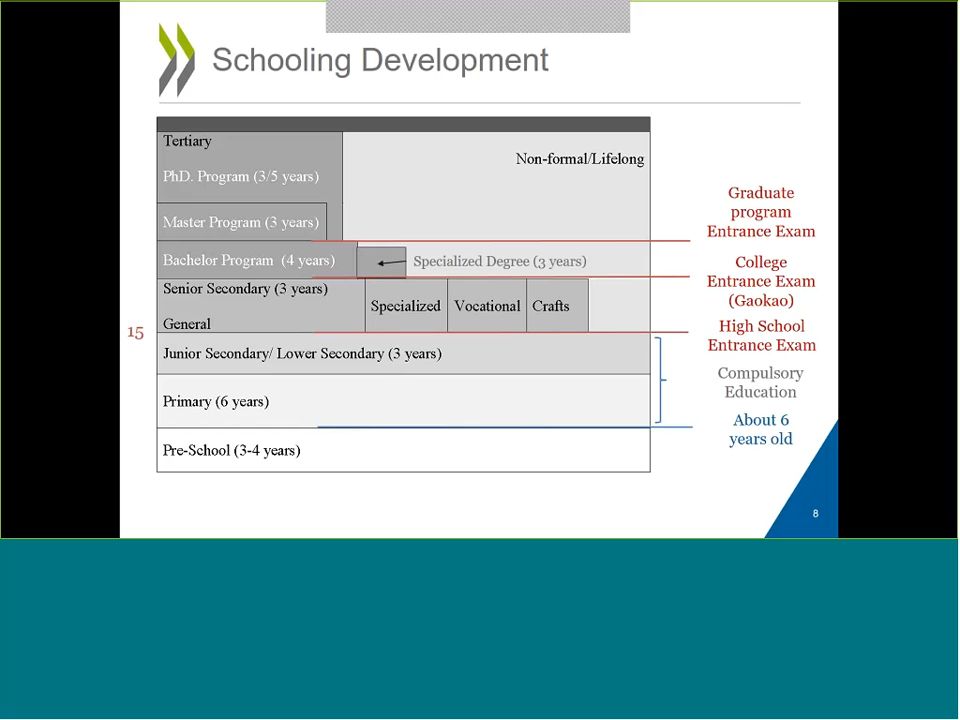 Schooling Development
Tertiary
Non-formal/Lifelong
PhD. Program (3/5 years)
Master Program (3 years)
Bachelor Program (4 years)
Specialized Degree (3 years)
Senior Secondary (3 years)
General
Specialized
Vocational
Crafts
15
Junior Secondary/ Lower Secondary (3 years)
Primary (6 years)
Pre-School (3-4 years)
Graduate
program
Entrance Exam
College
Entrance Exam
(Gaokao)
High School
Entrance Exam
Compulsory
Education
About 6
years old
8